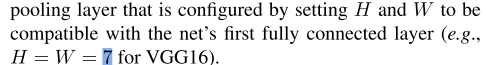 pooling layer that is configured by setting H and W to be
compatible with the net's first fully connected layer (e.g.,
H = W = 7 for VGG16).